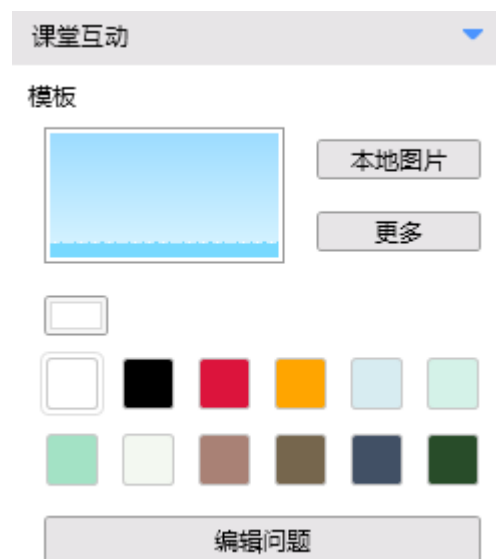 课堂互动
模板
本地图片
更多
编辑问题